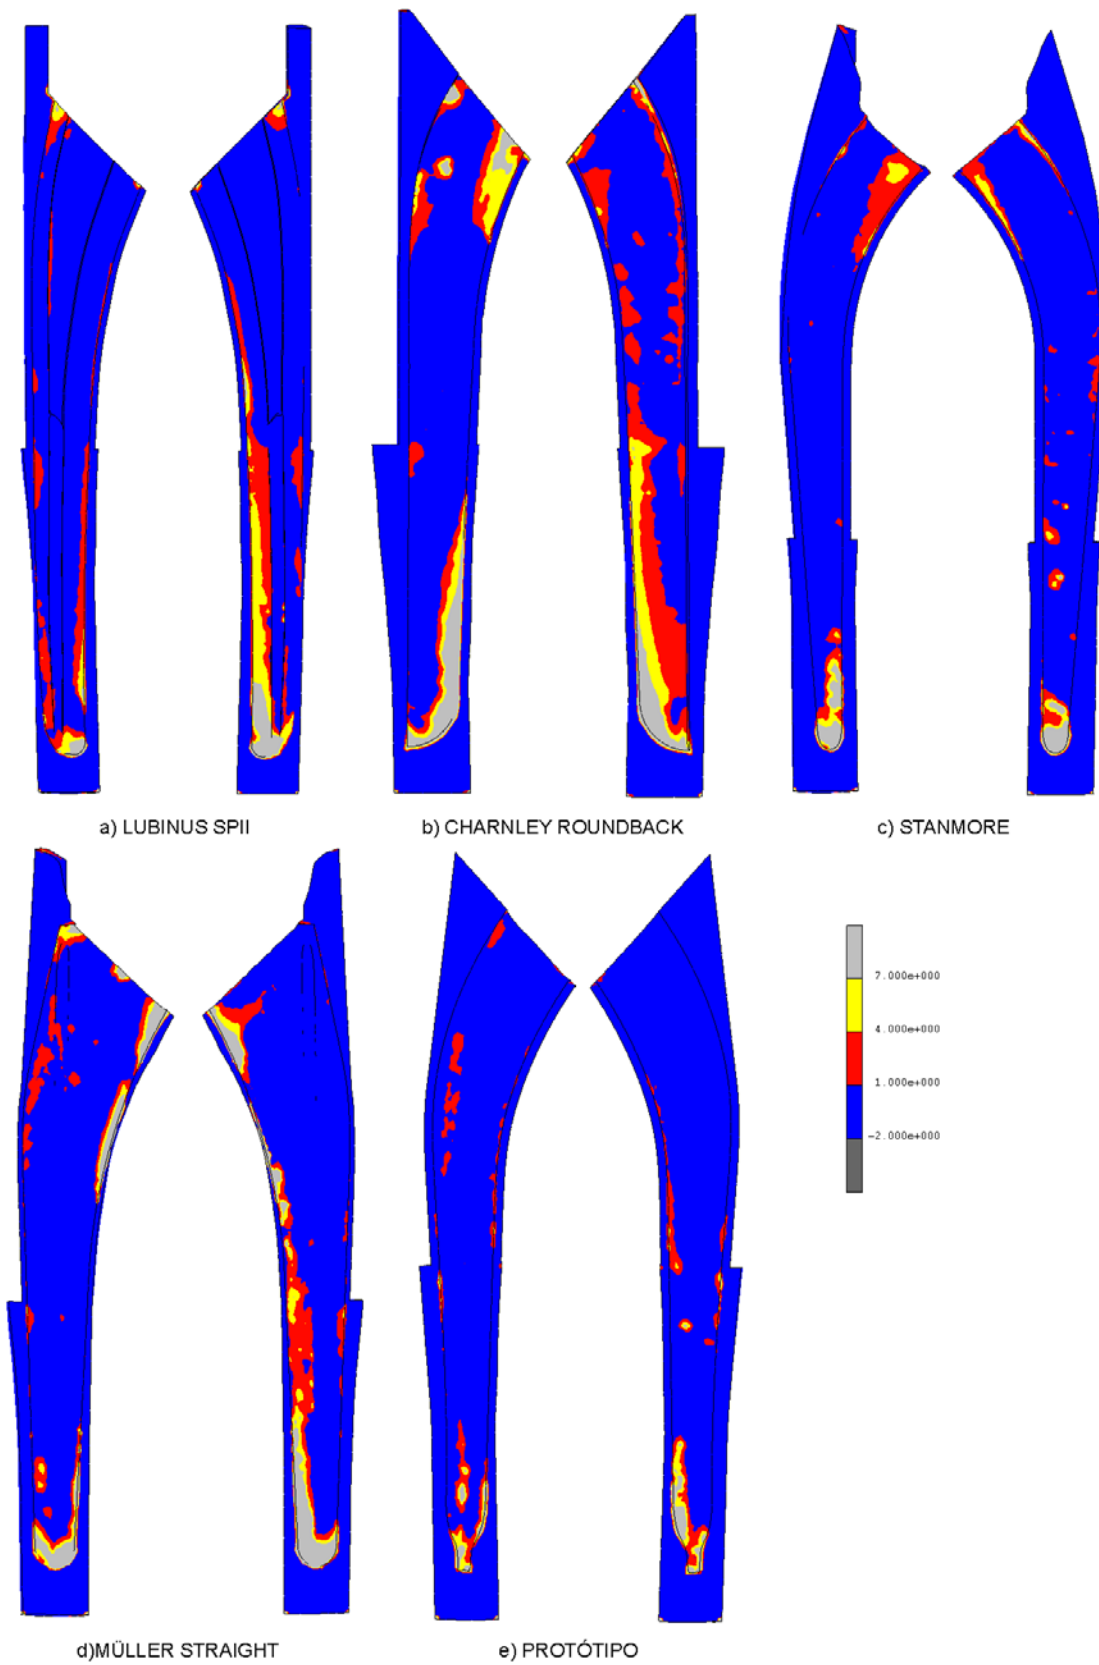 a) LUBINUS SPII
b) CHARNLEY ROUNDBACK
c) STANMORE
7.000e+000
4.000e+000
1.000e+000
-2.000e+000
d)MÜLLER STRAIGHT
e) PROTÓTIPO